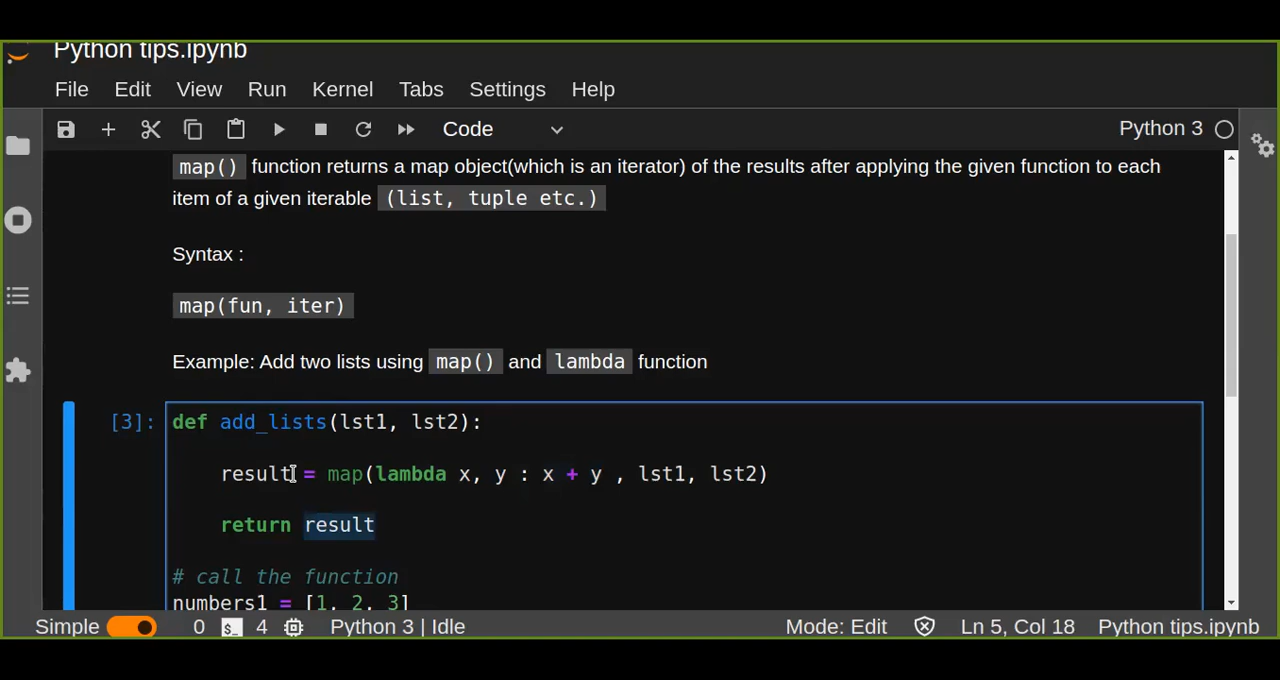 Python tips.ipynb
File Edit View Run Kernel Tabs Settings Help
Code Python 3
map() function returns a map object(which is an iterator) of the results after applying the given function to each
item of a given iterable (list, tuple etc.)
Syntax :
map(fun, iter)
Example: Add two lists using map() and lambda function
[3]: def add_lists(lst1, lst2):
result = map(lambda x, y : x + y , lst1, lst2)
return result
# call the function
numbers1 = [1, 2, 3]
Simple 0 $_ 4 Python 3 | Idle Mode: Edit Ln 5, Col 18 Python tips.ipynb